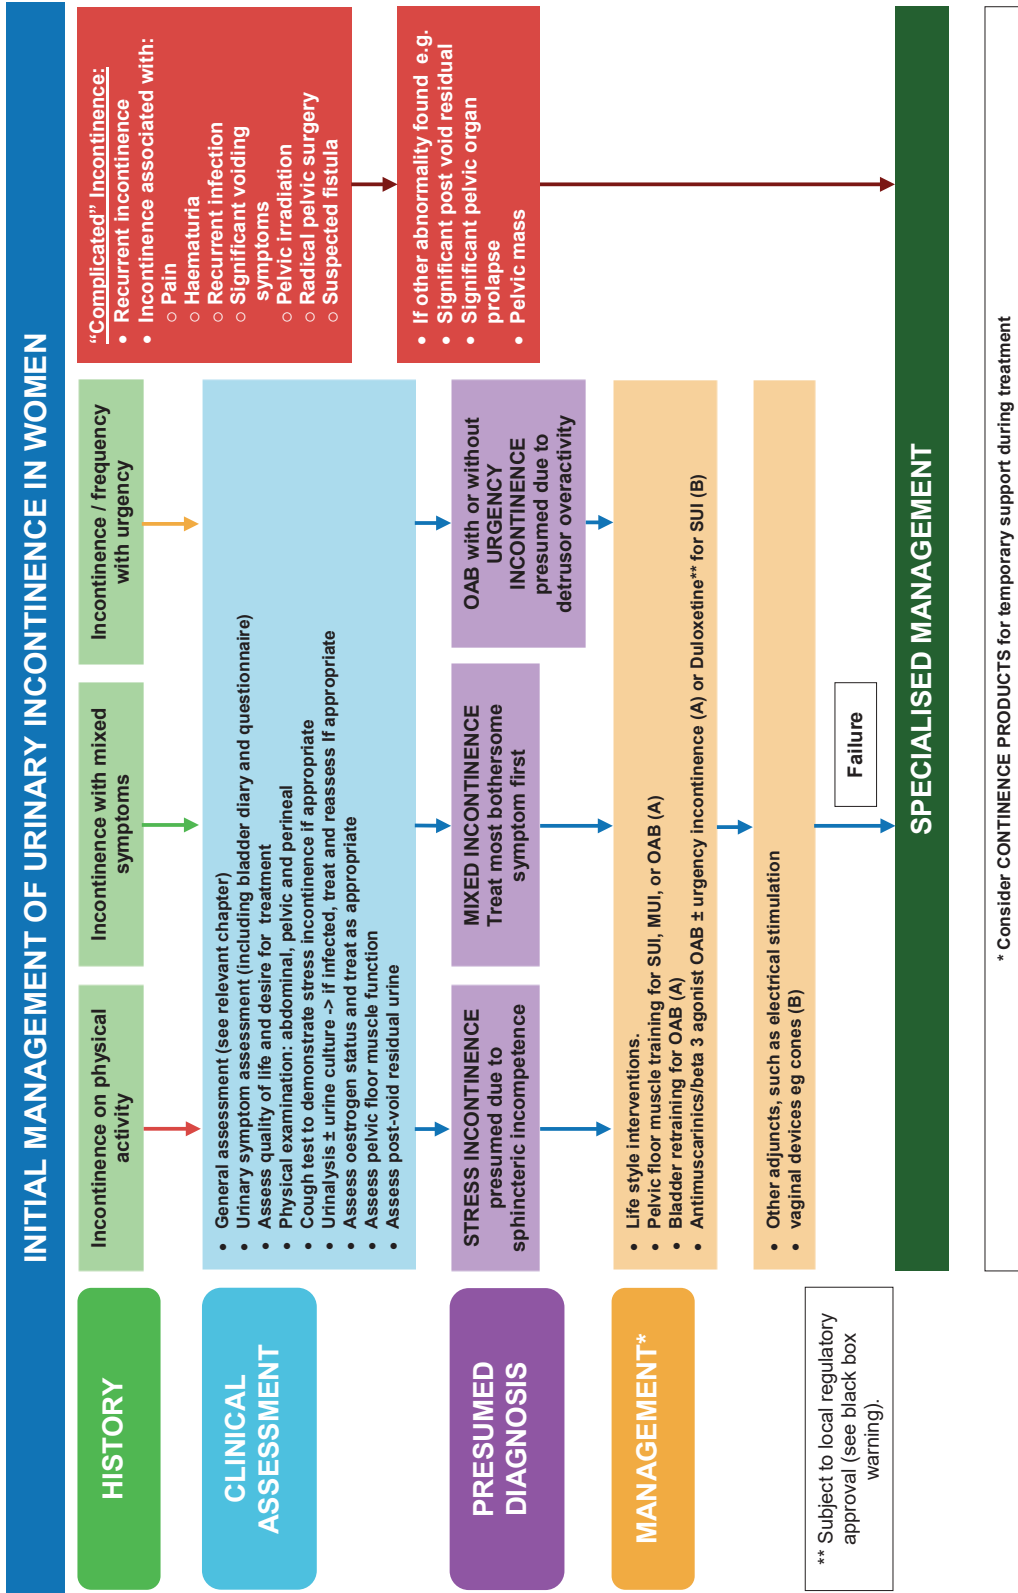 INITIAL MANAGEMENT OF URINARY INCONTINENCE IN WOMEN
HISTORY
Incontinence on physical
activity
Incontinence with mixed
symptoms
Incontinence / frequency
with urgency
“Complicated” Incontinence:
• Recurrent incontinence
• Incontinence associated with:
○ Pain
○ Haematuria
○ Recurrent infection
○ Significant voiding
symptoms
○ Pelvic irradiation
○ Radical pelvic surgery
○ Suspected fistula
CLINICAL
ASSESSMENT
• General assessment (see relevant chapter)
• Urinary symptom assessment (including bladder diary and questionnaire)
• Assess quality of life and desire for treatment
• Physical examination: abdominal, pelvic and perineal
• Cough test to demonstrate stress incontinence if appropriate
• Urinalysis ± urine culture -> if infected, treat and reassess If appropriate
• Assess oestrogen status and treat as appropriate
• Assess pelvic floor muscle function
• Assess post-void residual urine
• If other abnormality found e.g.
• Significant post void residual
• Significant pelvic organ
prolapse
• Pelvic mass
PRESUMED
DIAGNOSIS
STRESS INCONTINENCE
presumed due to
sphincteric incompetence
MIXED INCONTINENCE
Treat most bothersome
symptom first
OAB with or without
URGENCY
INCONTINENCE
presumed due to
detrusor overactivity
MANAGEMENT*
• Life style interventions.
• Pelvic floor muscle training for SUI, MUI, or OAB (A)
• Bladder retraining for OAB (A)
• Antimuscarinics/beta 3 agonist OAB ± urgency incontinence (A) or Duloxetine** for SUI (B)
• Other adjuncts, such as electrical stimulation
• vaginal devices eg cones (B)
Failure
** Subject to local regulatory
approval (see black box
warning).
SPECIALISED MANAGEMENT
* Consider CONTINENCE PRODUCTS for temporary support during treatment